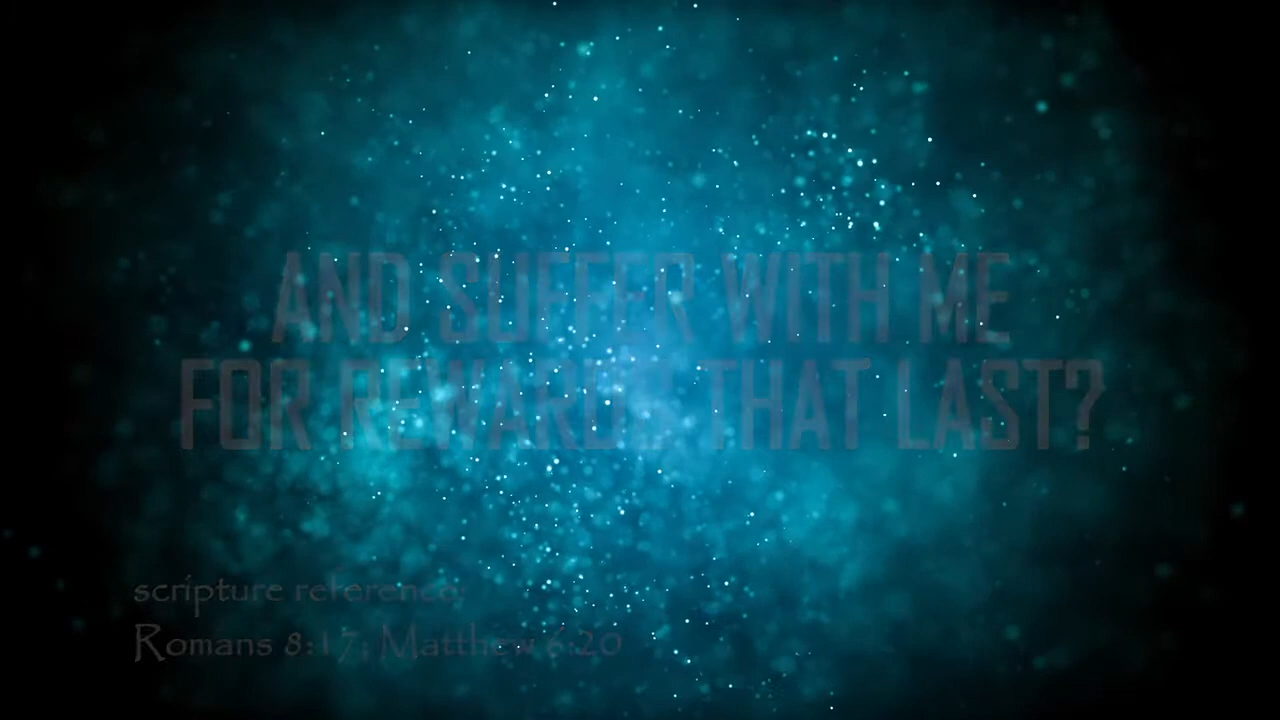 AND SUFFER WITH ME
FOR REWARDS THAT LAST?
scripture reference:
Romans 8:17; Matthew 6:20